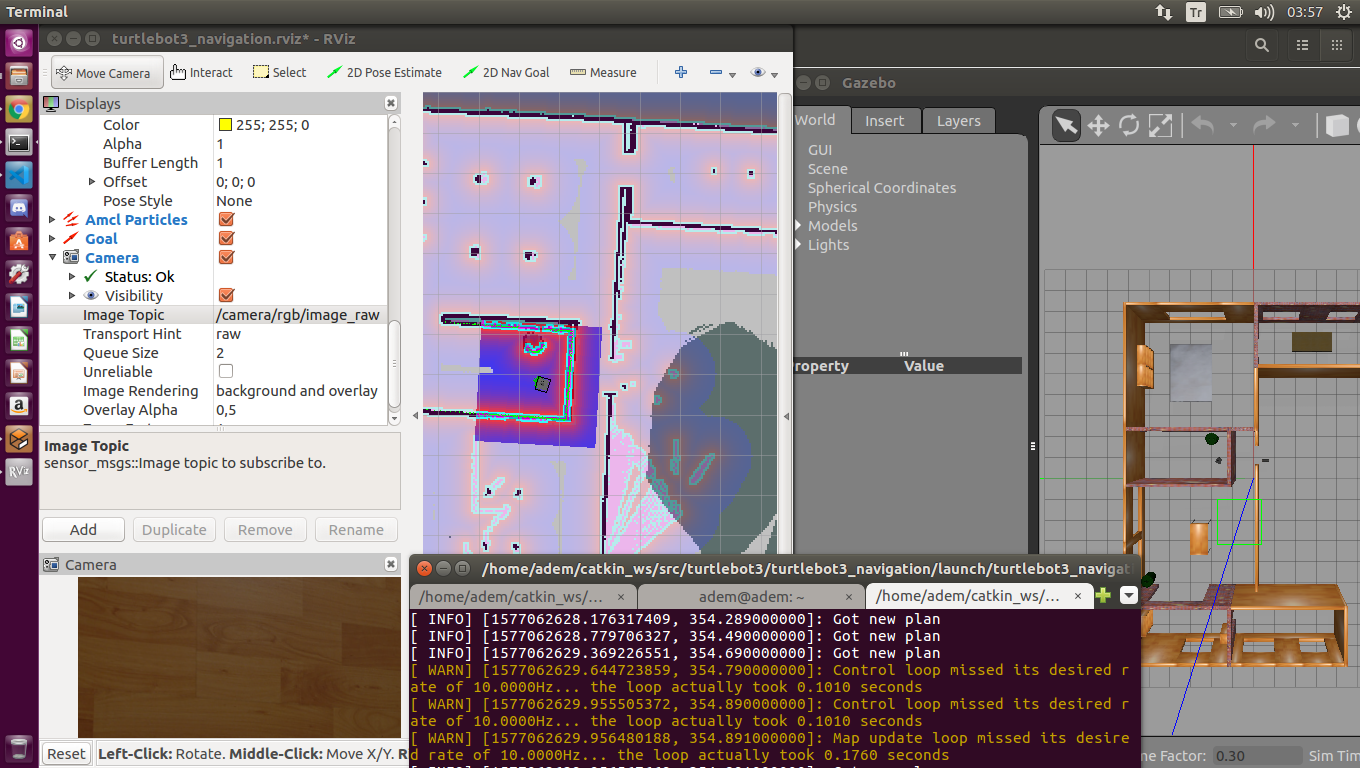 Terminal
Tr
03:57
turtlebot3_navigation.rviz* - RViz
Move Camera
Interact
Select
2D Pose Estimate
2D Nav Goal
Measure
Displays
Color 255; 255; 0
Alpha 1
Buffer Length 1
Offset 0; 0; 0
Pose Style None
Amcl Particles
Goal
Camera
Status: Ok
Visibility
Image Topic /camera/rgb/image_raw
Transport Hint raw
Queue Size 2
Unreliable
Image Rendering background and overlay
Overlay Alpha 0,5
Image Topic
sensor_msgs::Image topic to subscribe to.
Add
Duplicate
Remove
Rename
Camera
Reset
Left-Click: Rotate. Middle-Click: Move X/Y. R
RViz
Gazebo
World
Insert
Layers
GUI
Scene
Spherical Coordinates
Physics
Models
Lights
roperty Value
/home/adem/catkin_ws/src/turtlebot3/turtlebot3_navigation/launch/turtlebot3_navigat
/home/adem/catkin_ws/...
adem@adem: ~
/home/adem/catkin_ws/...
[ INFO] [1577062628.176317409, 354.289000000]: Got new plan
[ INFO] [1577062628.779706327, 354.490000000]: Got new plan
[ INFO] [1577062629.369226551, 354.690000000]: Got new plan
[ WARN] [1577062629.644723859, 354.790000000]: Control loop missed its desired r
ate of 10.0000Hz... the loop actually took 0.1010 seconds
[ WARN] [1577062629.955505372, 354.890000000]: Control loop missed its desired r
ate of 10.0000Hz... the loop actually took 0.1010 seconds
[ WARN] [1577062629.956480188, 354.891000000]: Map update loop missed its desire
d rate of 10.0000Hz... the loop actually took 0.1760 seconds
me Factor: 0.30 Sim Tim